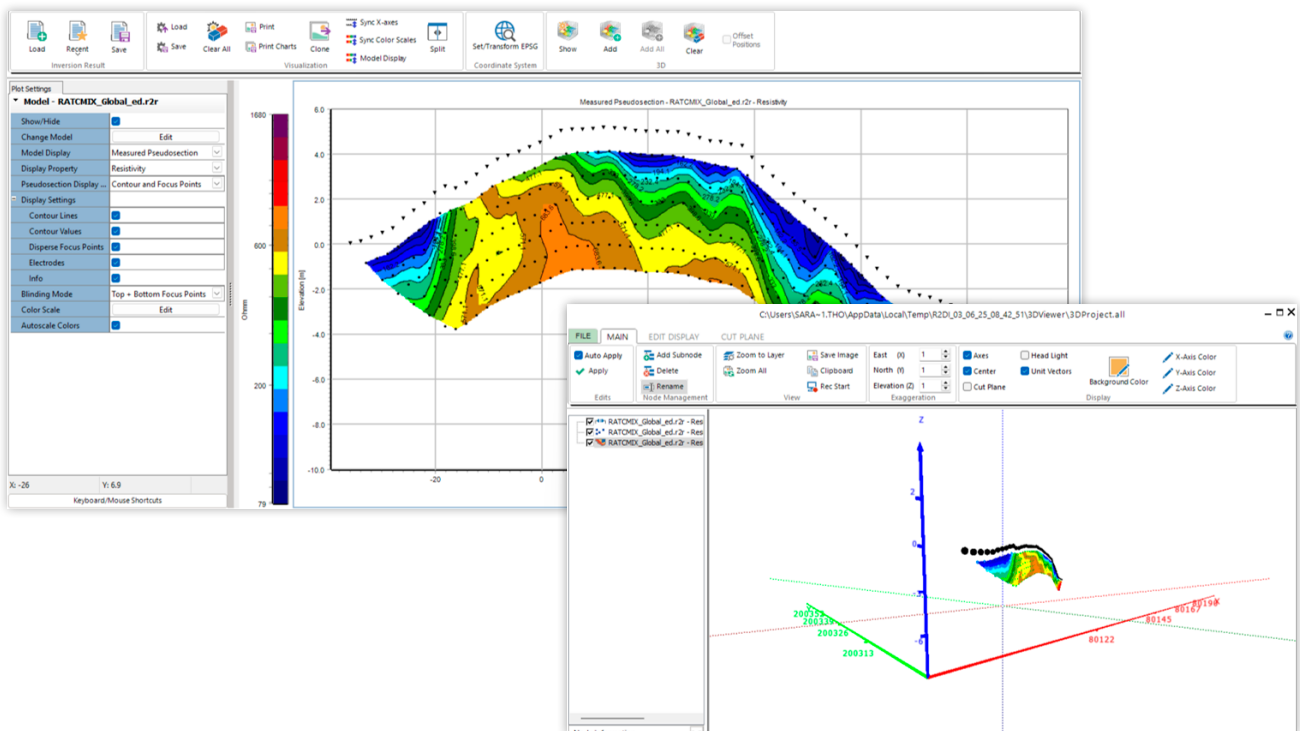 Load Recent Save
Inversion Result
Load
Save
Clear All
Print
Print Charts
Clone
Sync X-axes
Sync Color Scales
Model Display
Split
Visualization
Set/Transform EPSG
Coordinate System
Show Add Add All Clear
Offset
Positions
3D
Plot Settings
Model - RATCMIX_Global_ed.r2r
Show/Hide
Change Model Edit
Model Display Measured Pseudosection
Display Property Resistivity
Pseudosection Display ... Contour and Focus Points
Display Settings
Contour Lines
Contour Values
Disperse Focus Points
Electrodes
Info
Blinding Mode Top + Bottom Focus Points
Color Scale Edit
Autoscale Colors
X: -26 Y: 6.9
Keyboard/Mouse Shortcuts
1680
600
200
79
Ohmm
Measured Pseudosection - RATCMIX_Global_ed.r2r - Resistivity
6.0
4.0
2.0
0.0
-2.0
-4.0
-6.0
-8.0
-10.0
Elevation [m]
-20 0
C:\Users\SARA~1.THO\AppData\Local\Temp\R2DI_03_06_25_08_42_51\3DViewer\3DProject.all
FILE MAIN EDIT DISPLAY CUT PLANE
Auto Apply
Apply
Edits
Add Subnode
Delete
Rename
Node Management
Zoom to Layer
Zoom All
Save Image
Clipboard
Rec Start
View
East (X) 1
North (Y) 1
Elevation (Z) 1
Exaggeration
Axes
Center
Cut Plane
Head Light
Unit Vectors
Background Color
X-Axis Color
Y-Axis Color
Z-Axis Color
Display
RATCMIX_Global_ed.r2r - Res
RATCMIX_Global_ed.r2r - Res
RATCMIX_Global_ed.r2r - Res
Z
2
0
-3
-6
200352
200339
200326
200313
80122
80145
80167
80190
X